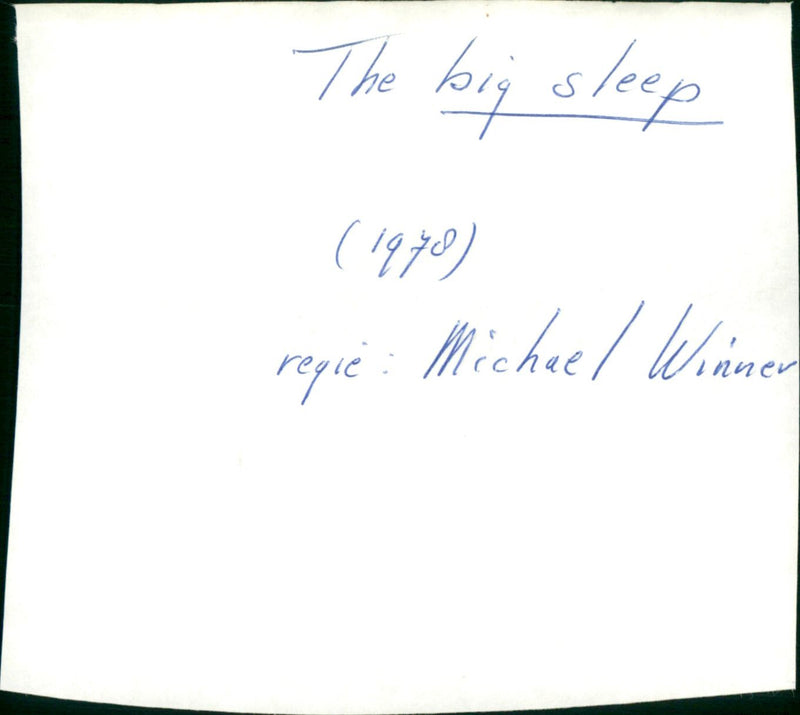 The big sleep
(1978)
regie: Michael Winner